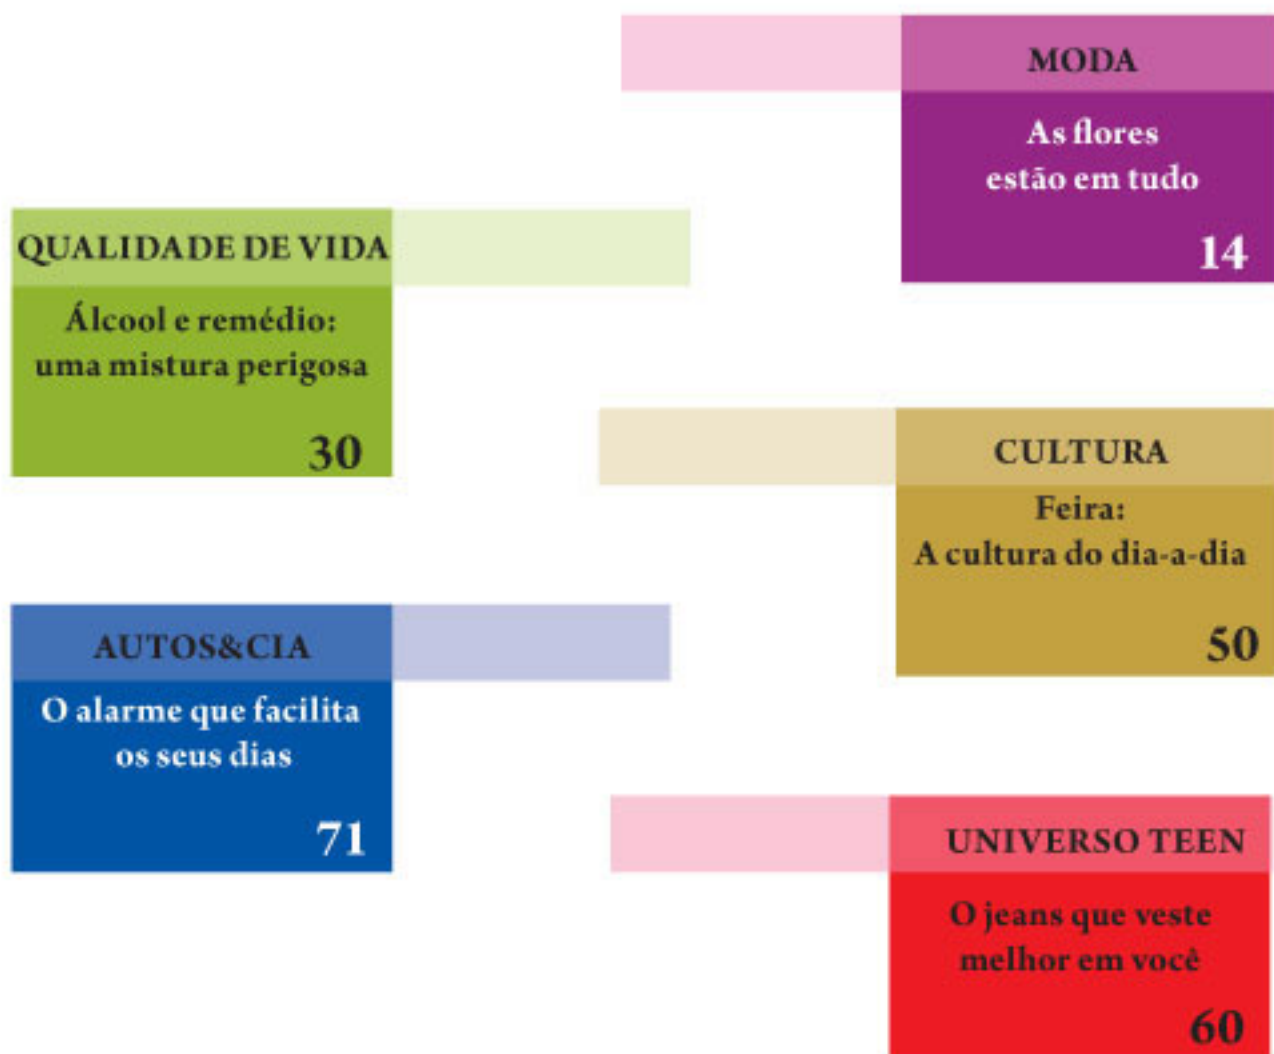 MODA
As flores
estão em tudo
14
QUALIDADE DE VIDA
Álcool e remédio:
uma mistura perigosa
30
CULTURA
Feira:
A cultura do dia-a-dia
50
AUTOS&CIA
O alarme que facilita
os seus dias
71
UNIVERSO TEEN
O jeans que veste
melhor em você
60